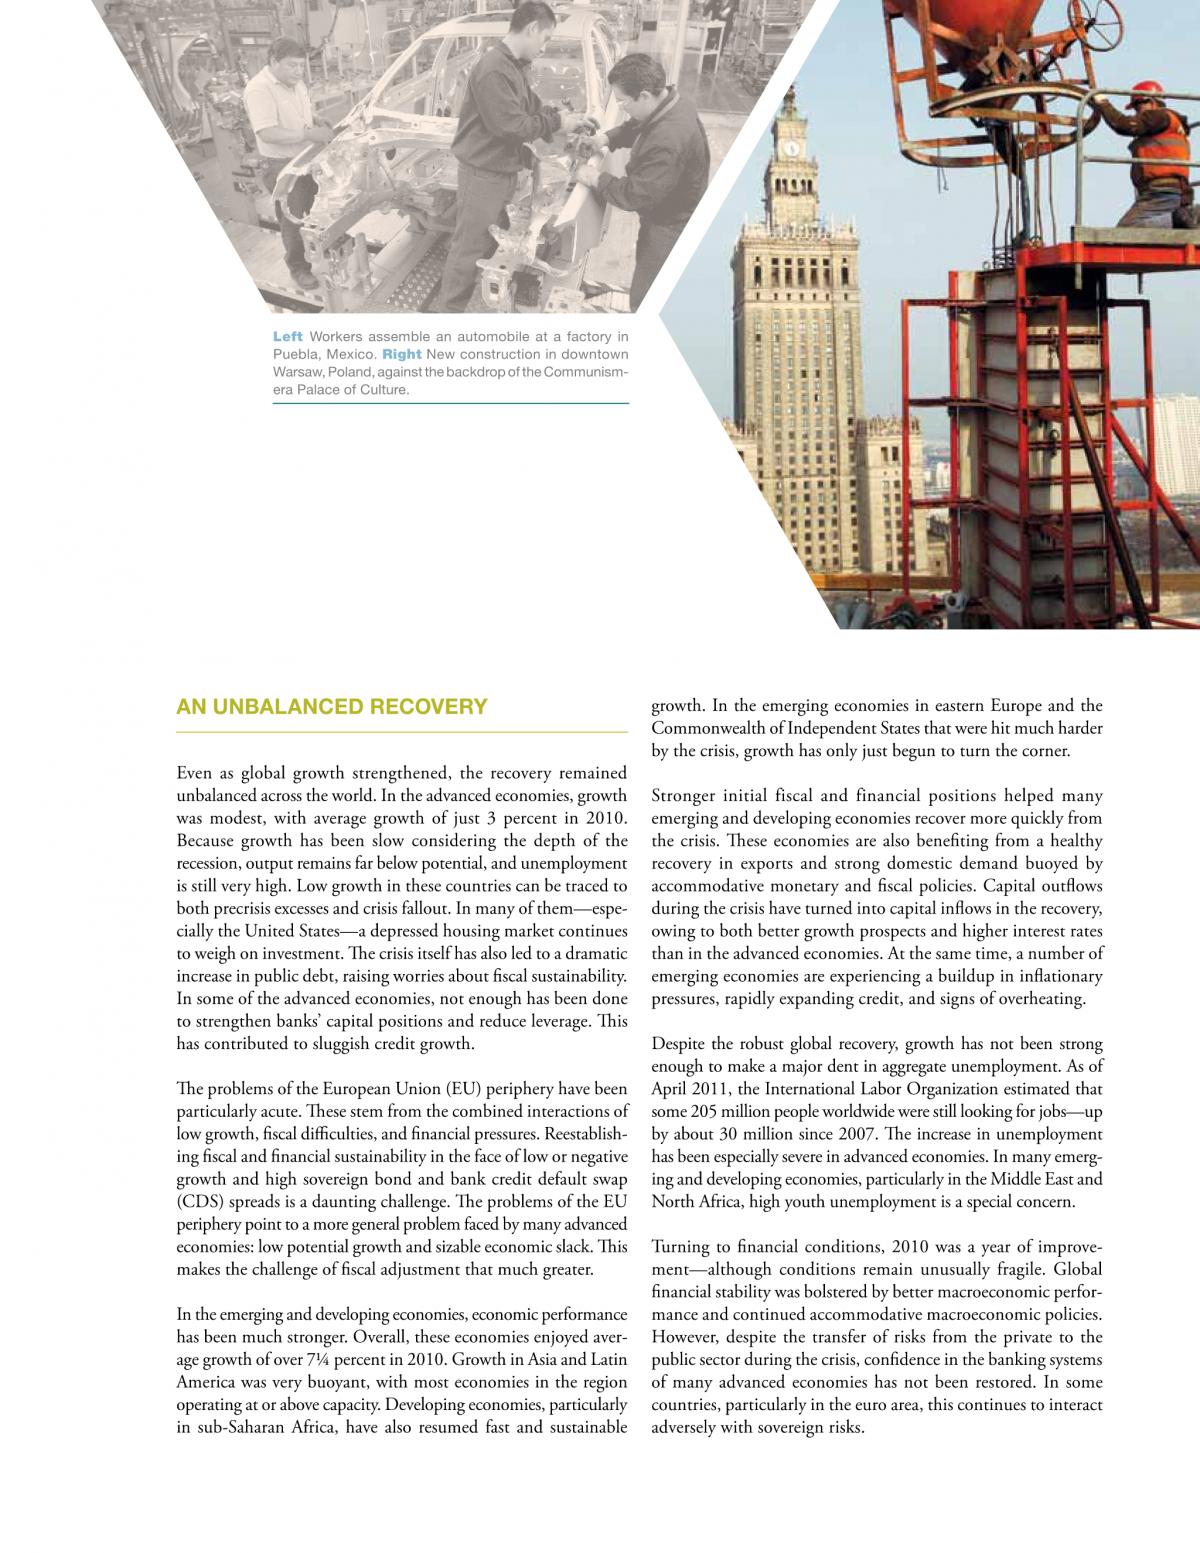 Left Workers assemble an automobile at a factory in
Puebla, Mexico. Right New construction in downtown
Warsaw, Poland, against the backdrop of the Communism-
era Palace of Culture.
AN UNBALANCED RECOVERY
Even as global growth strengthened, the recovery remained
unbalanced across the world. In the advanced economies, growth
was modest, with average growth of just 3 percent in 2010.
Because growth has been slow considering the depth of the
recession, output remains far below potential, and unemployment
is still very high. Low growth in these countries can be traced to
both precrisis excesses and crisis fallout. In many of them—espe-
cially the United States—a depressed housing market continues
to weigh on investment. The crisis itself has also led to a dramatic
increase in public debt, raising worries about fiscal sustainability.
In some of the advanced economies, not enough has been done
to strengthen banks’ capital positions and reduce leverage. This
has contributed to sluggish credit growth.
The problems of the European Union (EU) periphery have been
particularly acute. These stem from the combined interactions of
low growth, fiscal difficulties, and financial pressures. Reestablish-
ing fiscal and financial sustainability in the face of low or negative
growth and high sovereign bond and bank credit default swap
(CDS) spreads is a daunting challenge. The problems of the EU
periphery point to a more general problem faced by many advanced
economies: low potential growth and sizable economic slack. This
makes the challenge of fiscal adjustment that much greater.
In the emerging and developing economies, economic performance
has been much stronger. Overall, these economies enjoyed aver-
age growth of over 7¼ percent in 2010. Growth in Asia and Latin
America was very buoyant, with most economies in the region
operating at or above capacity. Developing economies, particularly
in sub-Saharan Africa, have also resumed fast and sustainable
growth. In the emerging economies in eastern Europe and the
Commonwealth of Independent States that were hit much harder
by the crisis, growth has only just begun to turn the corner.
Stronger initial fiscal and financial positions helped many
emerging and developing economies recover more quickly from
the crisis. These economies are also benefiting from a healthy
recovery in exports and strong domestic demand buoyed by
accommodative monetary and fiscal policies. Capital outflows
during the crisis have turned into capital inflows in the recovery,
owing to both better growth prospects and higher interest rates
than in the advanced economies. At the same time, a number of
emerging economies are experiencing a buildup in inflationary
pressures, rapidly expanding credit, and signs of overheating.
Despite the robust global recovery, growth has not been strong
enough to make a major dent in aggregate unemployment. As of
April 2011, the International Labor Organization estimated that
some 205 million people worldwide were still looking for jobs—up
by about 30 million since 2007. The increase in unemployment
has been especially severe in advanced economies. In many emerg-
ing and developing economies, particularly in the Middle East and
North Africa, high youth unemployment is a special concern.
Turning to financial conditions, 2010 was a year of improve-
ment—although conditions remain unusually fragile. Global
financial stability was bolstered by better macroeconomic perfor-
mance and continued accommodative macroeconomic policies.
However, despite the transfer of risks from the private to the
public sector during the crisis, confidence in the banking systems
of many advanced economies has not been restored. In some
countries, particularly in the euro area, this continues to interact
adversely with sovereign risks.